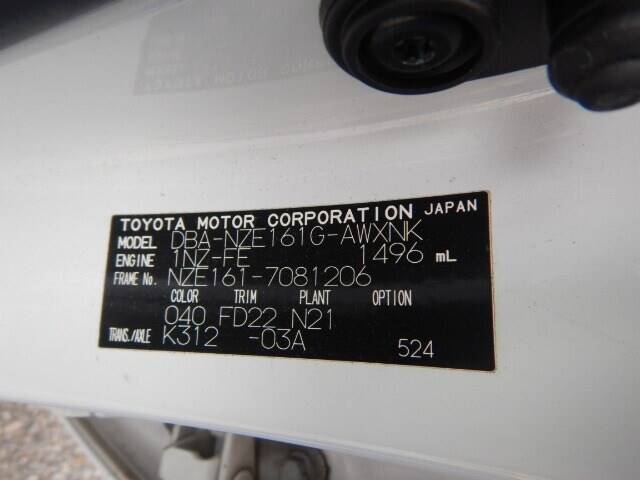 TOYOTA MOTOR CORPORATION JAPAN
MODEL DBA-NZE161G-AWXNK
ENGINE 1NZ-FE 1496 mL
FRAME No. NZE161-7081206
COLOR TRIM PLANT OPTION
040 FD22 N21
TRANS./AXLE K312 -03A 524